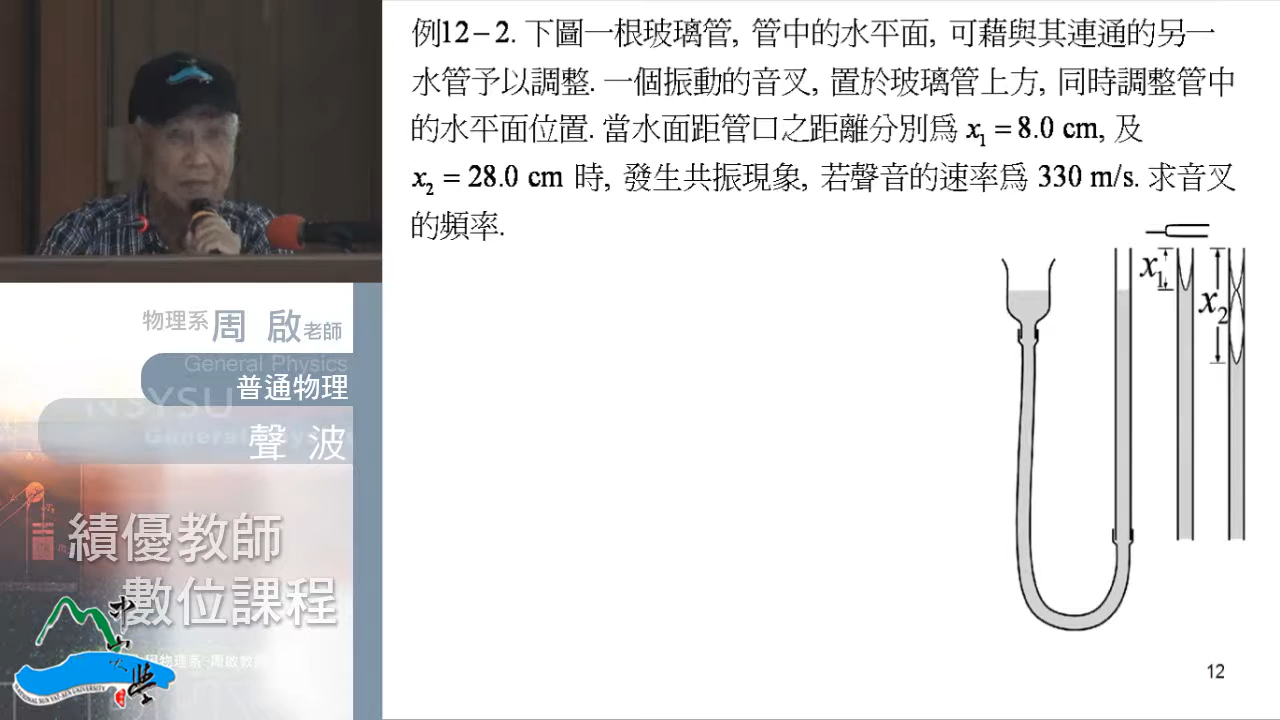 例12－2. 下圖一根玻璃管, 管中的水平面, 可藉與其連通的另一
水管予以調整. 一個振動的音叉, 置於玻璃管上方, 同時調整管中
的水平面位置. 當水面距管口之距離分別爲 x₁ = 8.0 cm, 及
x₂ = 28.0 cm 時, 發生共振現象, 若聲音的速率爲 330 m/s. 求音叉
的頻率.
x₁
x₂
物理系 周 啟 老師
General Physics
普通物理
NSYSU
聲 波
績優教師
數位課程
12